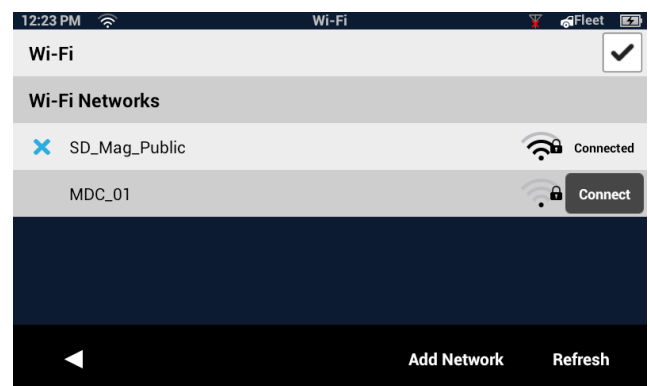 12:23 PM Wi-Fi Fleet
Wi-Fi
Wi-Fi Networks
SD_Mag_Public Connected
MDC_01 Connect
Add Network Refresh